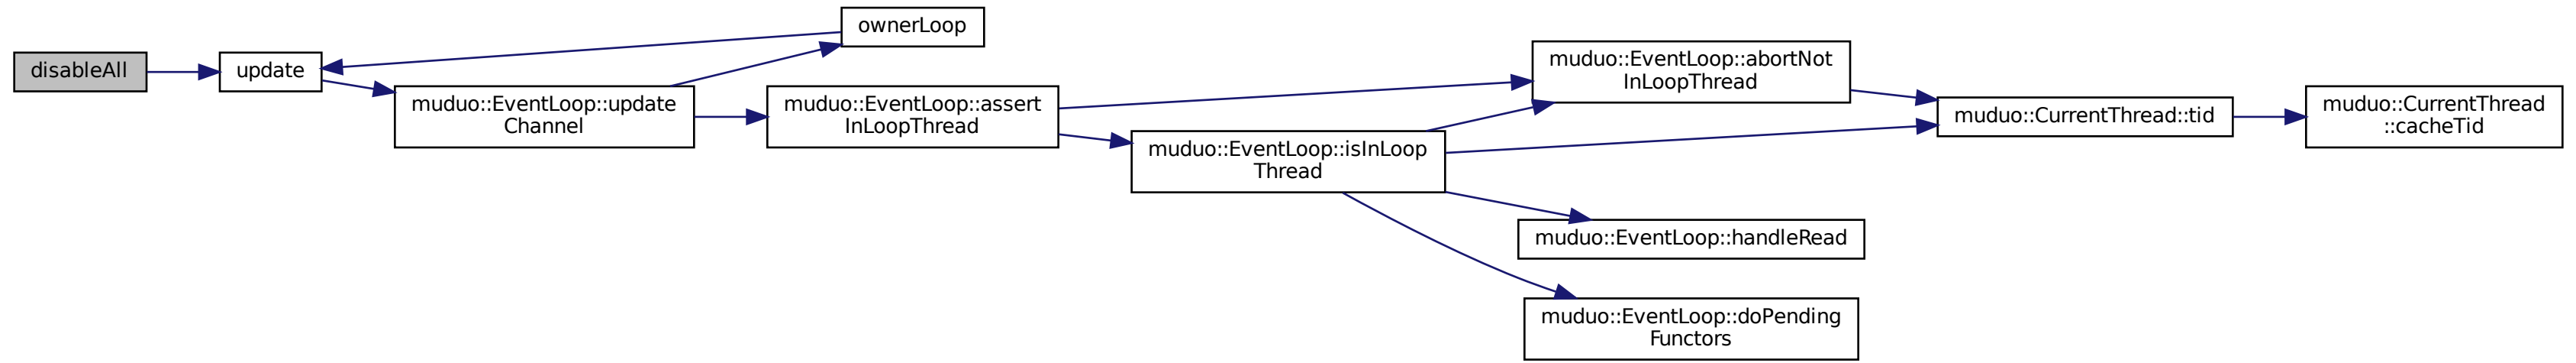 disableAll
update
muduo::EventLoop::update
Channel
ownerLoop
muduo::EventLoop::assert
InLoopThread
muduo::EventLoop::isInLoop
Thread
muduo::EventLoop::abortNot
InLoopThread
muduo::EventLoop::handleRead
muduo::EventLoop::doPending
Functors
muduo::CurrentThread::tid
muduo::CurrentThread
::cacheTid